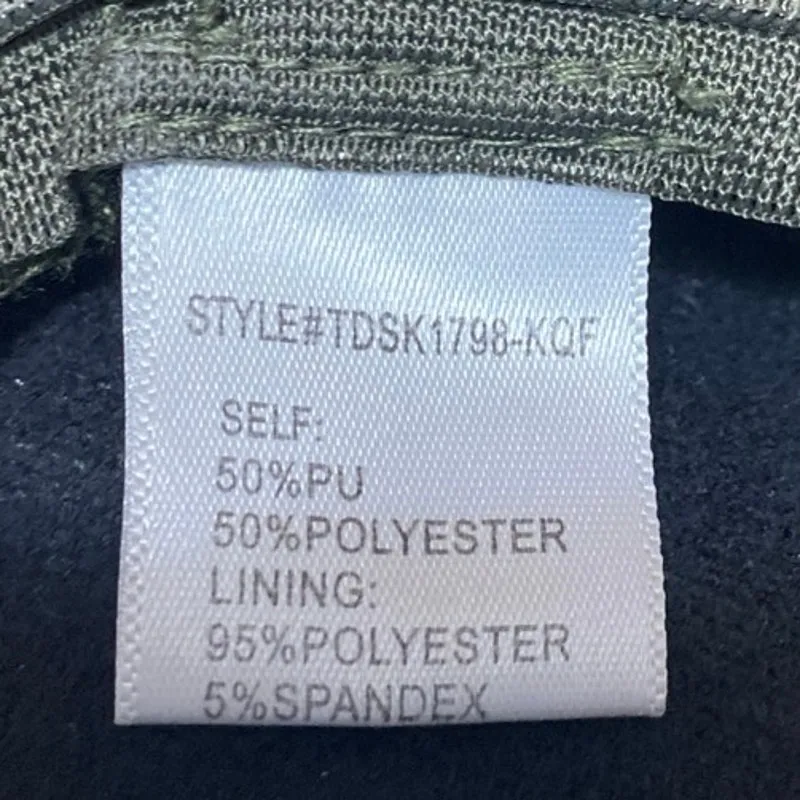 STYLE#TDSK1798-KQF
SELF:
50%PU
50%POLYESTER
LINING:
95%POLYESTER
5%SPANDEX